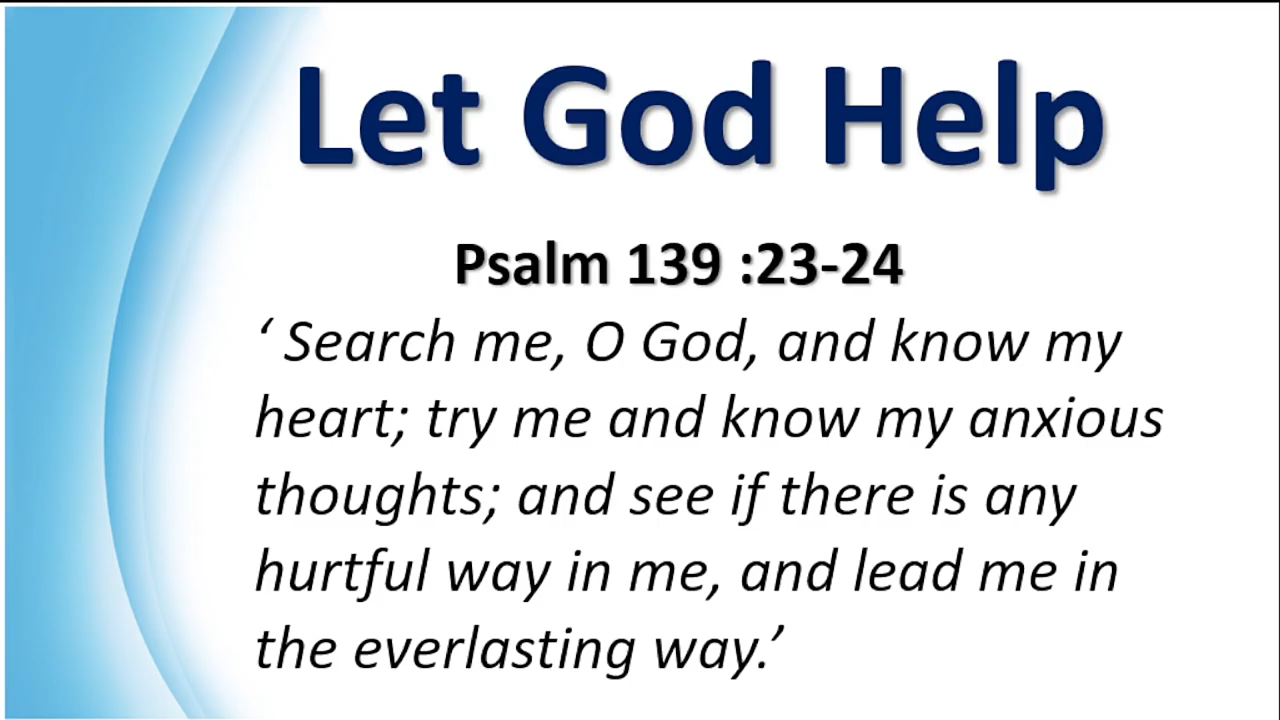 Let God Help
Psalm 139 :23-24
‘ Search me, O God, and know my
heart; try me and know my anxious
thoughts; and see if there is any
hurtful way in me, and lead me in
the everlasting way.’